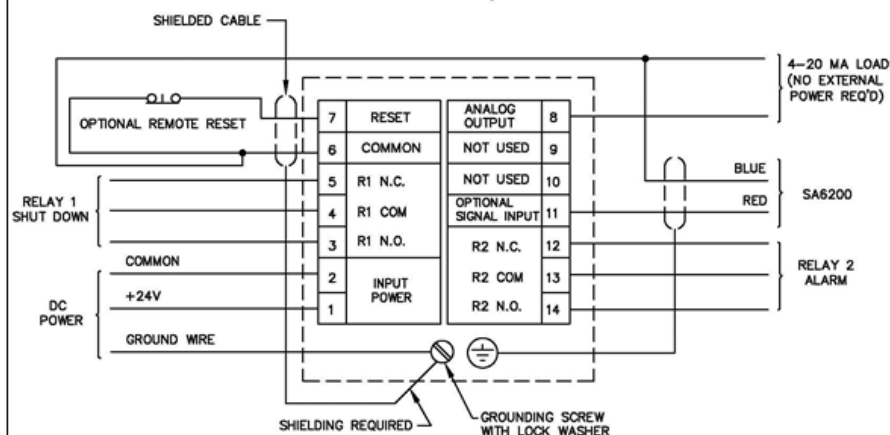 SHIELDED CABLE
4-20 MA LOAD
(NO EXTERNAL
POWER REQ'D)
OPTIONAL REMOTE RESET
7 RESET
6 COMMON
5 R1 N.C.
4 R1 COM
3 R1 N.O.
2
1
INPUT
POWER
ANALOG
OUTPUT 8
NOT USED 9
NOT USED 10
OPTIONAL
SIGNAL INPUT 11
R2 N.C. 12
R2 COM 13
R2 N.O. 14
BLUE
RED
SA6200
RELAY 1
SHUT DOWN
RELAY 2
ALARM
COMMON
+24V
DC
POWER
GROUND WIRE
SHIELDING REQUIRED
GROUNDING SCREW
WITH LOCK WASHER